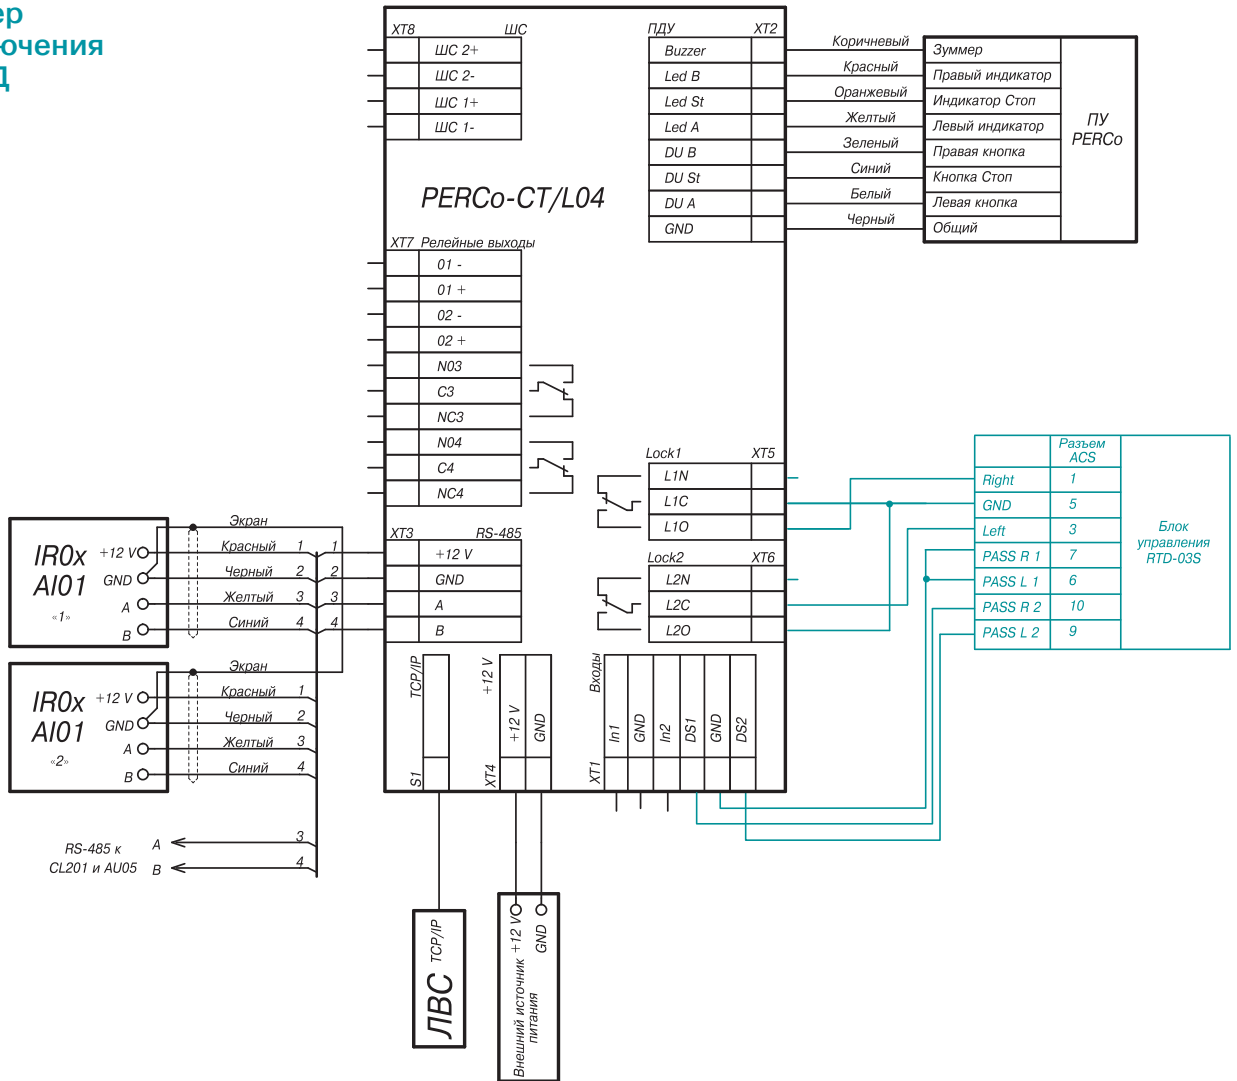 ер
ючения
Д
XT8 ШС
ШС 2+
ШС 2-
ШС 1+
ШС 1-
ПДУ XT2
Buzzer
Led B
Led St
Led A
DU B
DU St
DU A
GND
Коричневый
Красный
Оранжевый
Желтый
Зеленый
Синий
Белый
Черный
Зуммер
Правый индикатор
Индикатор Стоп
Левый индикатор
Правая кнопка
Кнопка Стоп
Левая кнопка
Общий
ПУ
PERCo
PERCo-CT/L04
XT7 Релейные выходы
01 -
01 +
02 -
02 +
N03
C3
NC3
N04
C4
NC4
Lock1 XT5
L1N
L1C
L1O
Lock2 XT6
L2N
L2C
L2O
XT3 RS-485
+12 V
GND
A
B
Разъем
ACS
Right 1
GND 5
Left 3
PASS R 1 7
PASS L 1 6
PASS R 2 10
PASS L 2 9
Блок
управления
RTD-03S
IR0x
AI01
«1»
+12 V
GND
A
B
Экран
Красный 1 1
Черный 2 2
Желтый 3 3
Синий 4 4
IR0x
AI01
«2»
+12 V
GND
A
B
Экран
Красный 1
Черный 2
Желтый 3
Синий 4
RS-485 к
CL201 и AU05
A 3
B 4
S1 TCP/IP
XT4 +12 V
+12 V
GND
XT1 Входы
In1
GND
In2
DS1
GND
DS2
ЛВС TCP/IP
Внешний источник
питания
+12 V
GND